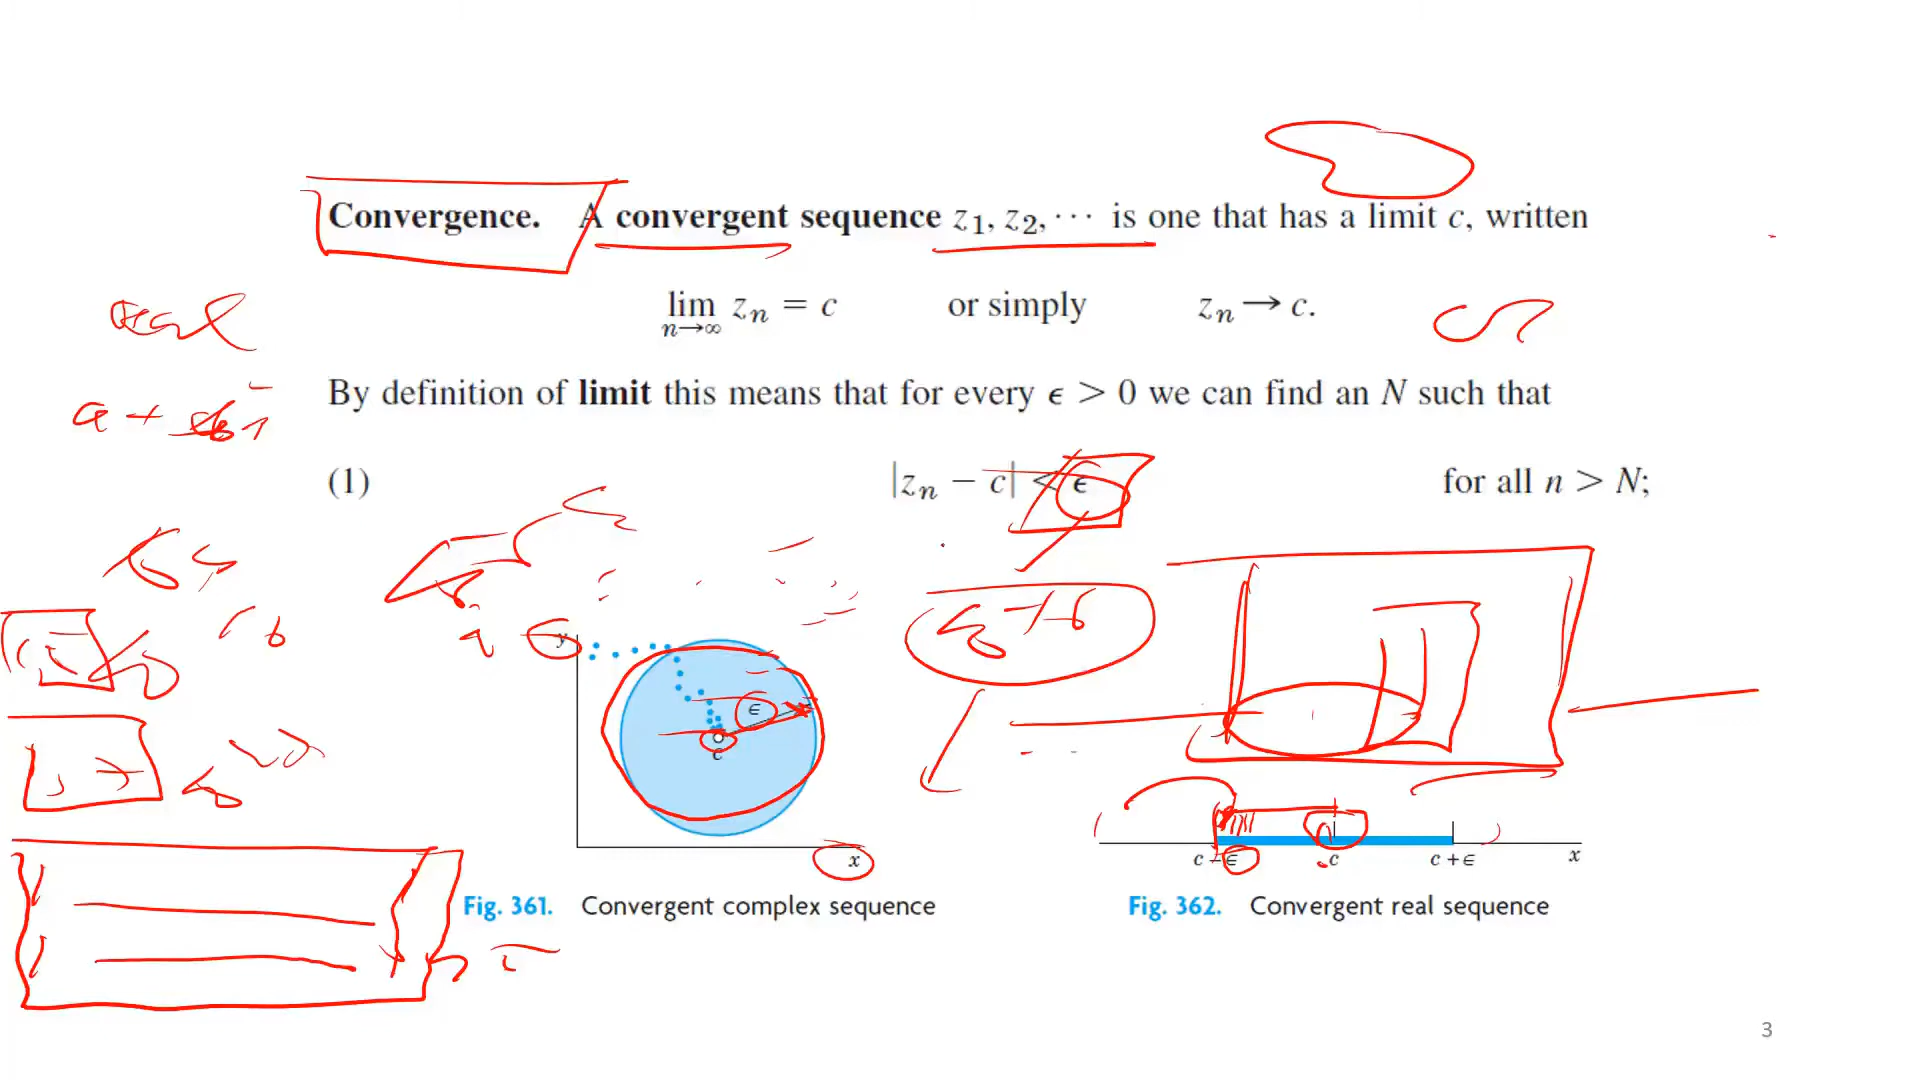 Convergence. A convergent sequence z₁, z₂, ··· is one that has a limit c, written
lim n→∞ zₙ = c or simply zₙ → c.
real
By definition of limit this means that for every ϵ > 0 we can find an N such that
a +
(1) |zₙ − c| < ϵ for all n > N;
y
ϵ
c
x
c − ϵ c c + ϵ x
Fig. 361. Convergent complex sequence
Fig. 362. Convergent real sequence
3